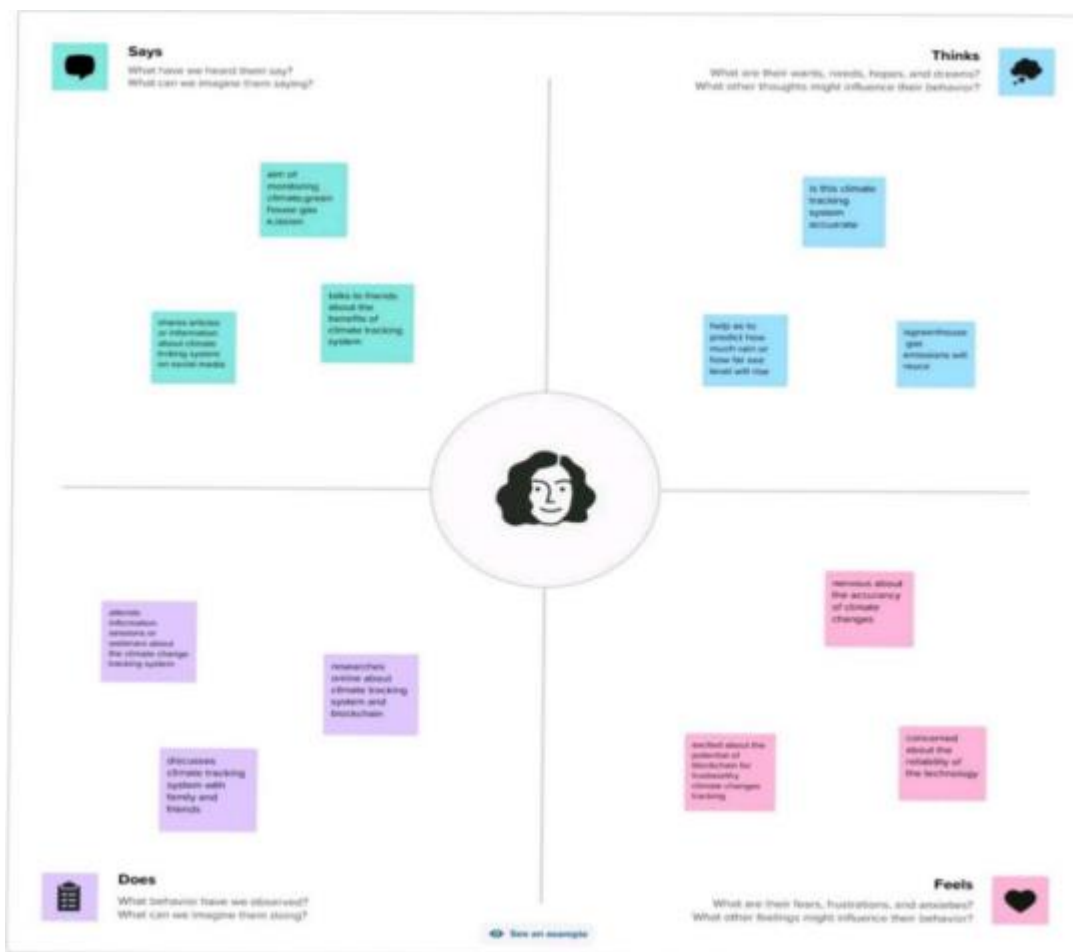 Says
What have we heard them say?
What can we imagine them saying?
Thinks
What are their wants, needs, hopes, and dreams?
What other thoughts might influence their behavior?
aim of
monitoring
climate,green
house gas
is this climate
tracking
system
accuarate
talks to friends
about the
benefits of
climate tracking
system
shares articles
or information
about climate
system
on social media
help as to
predict how
much rain or
how far sea
level will rise
gas
emissions will
nervous about
the accurancy
of climate
changes
attends
information
sessions or
webinars about
the climate change
tracking system
researches
online about
climate tracking
system and
blockchain
discusses
climate tracking
system with
family and
friends
excited about the
potential of
blockchain for
trustworthy
climate changes
tracking
concerned
about the
reliability of
the technology
Does
What behavior have we observed?
What can we imagine them doing?
Feels
What are their fears, frustrations, and anxieties?
What other feelings might influence their behavior?
See an example